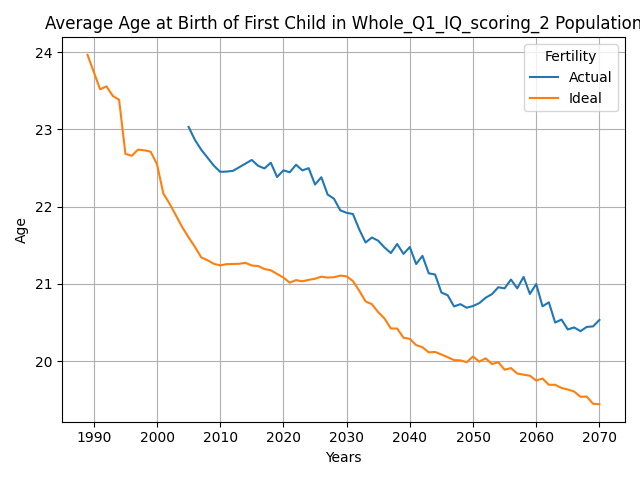 Average Age at Birth of First Child in Whole_Q1_IQ_scoring_2 Population
Fertility
Actual
Ideal
24
23
22
21
20
Age
1990
2000
2010
2020
2030
2040
2050
2060
2070
Years